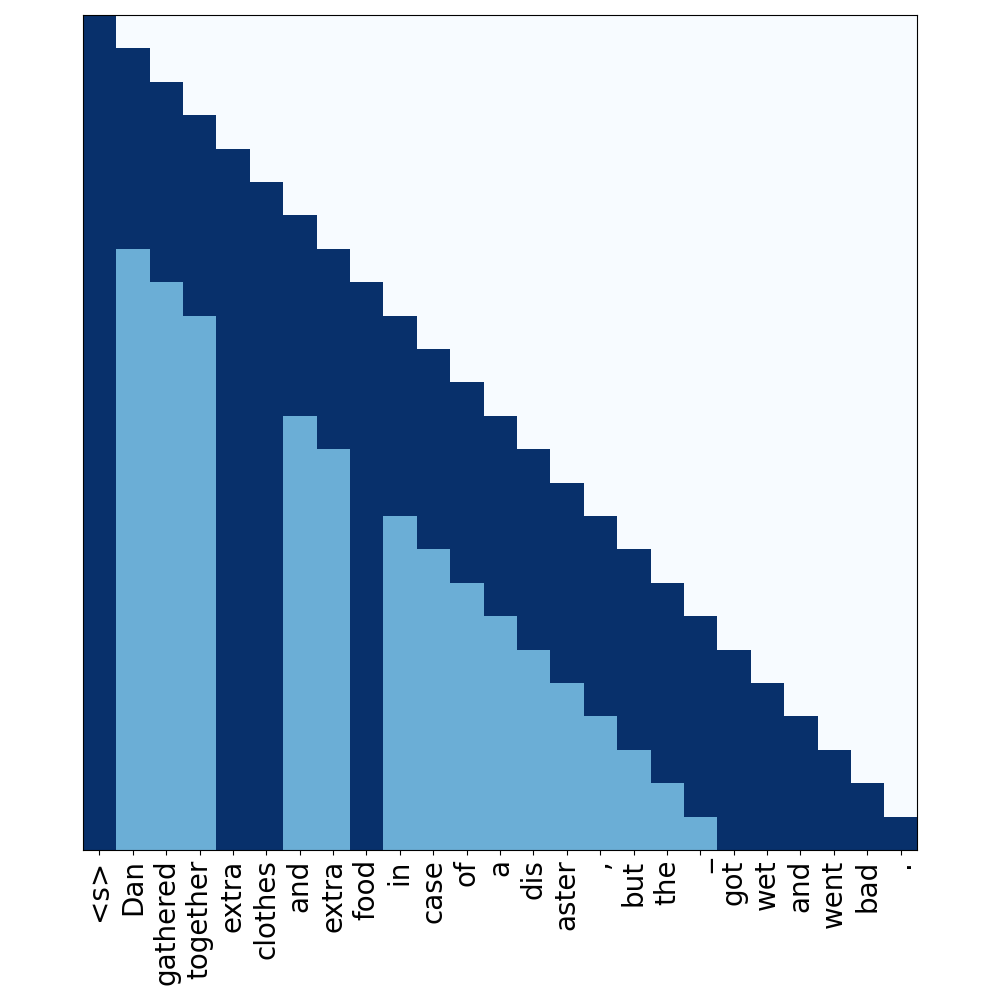 <s> Dan gathered together extra clothes and extra food in case of a dis aster , but the _ got wet and went bad .